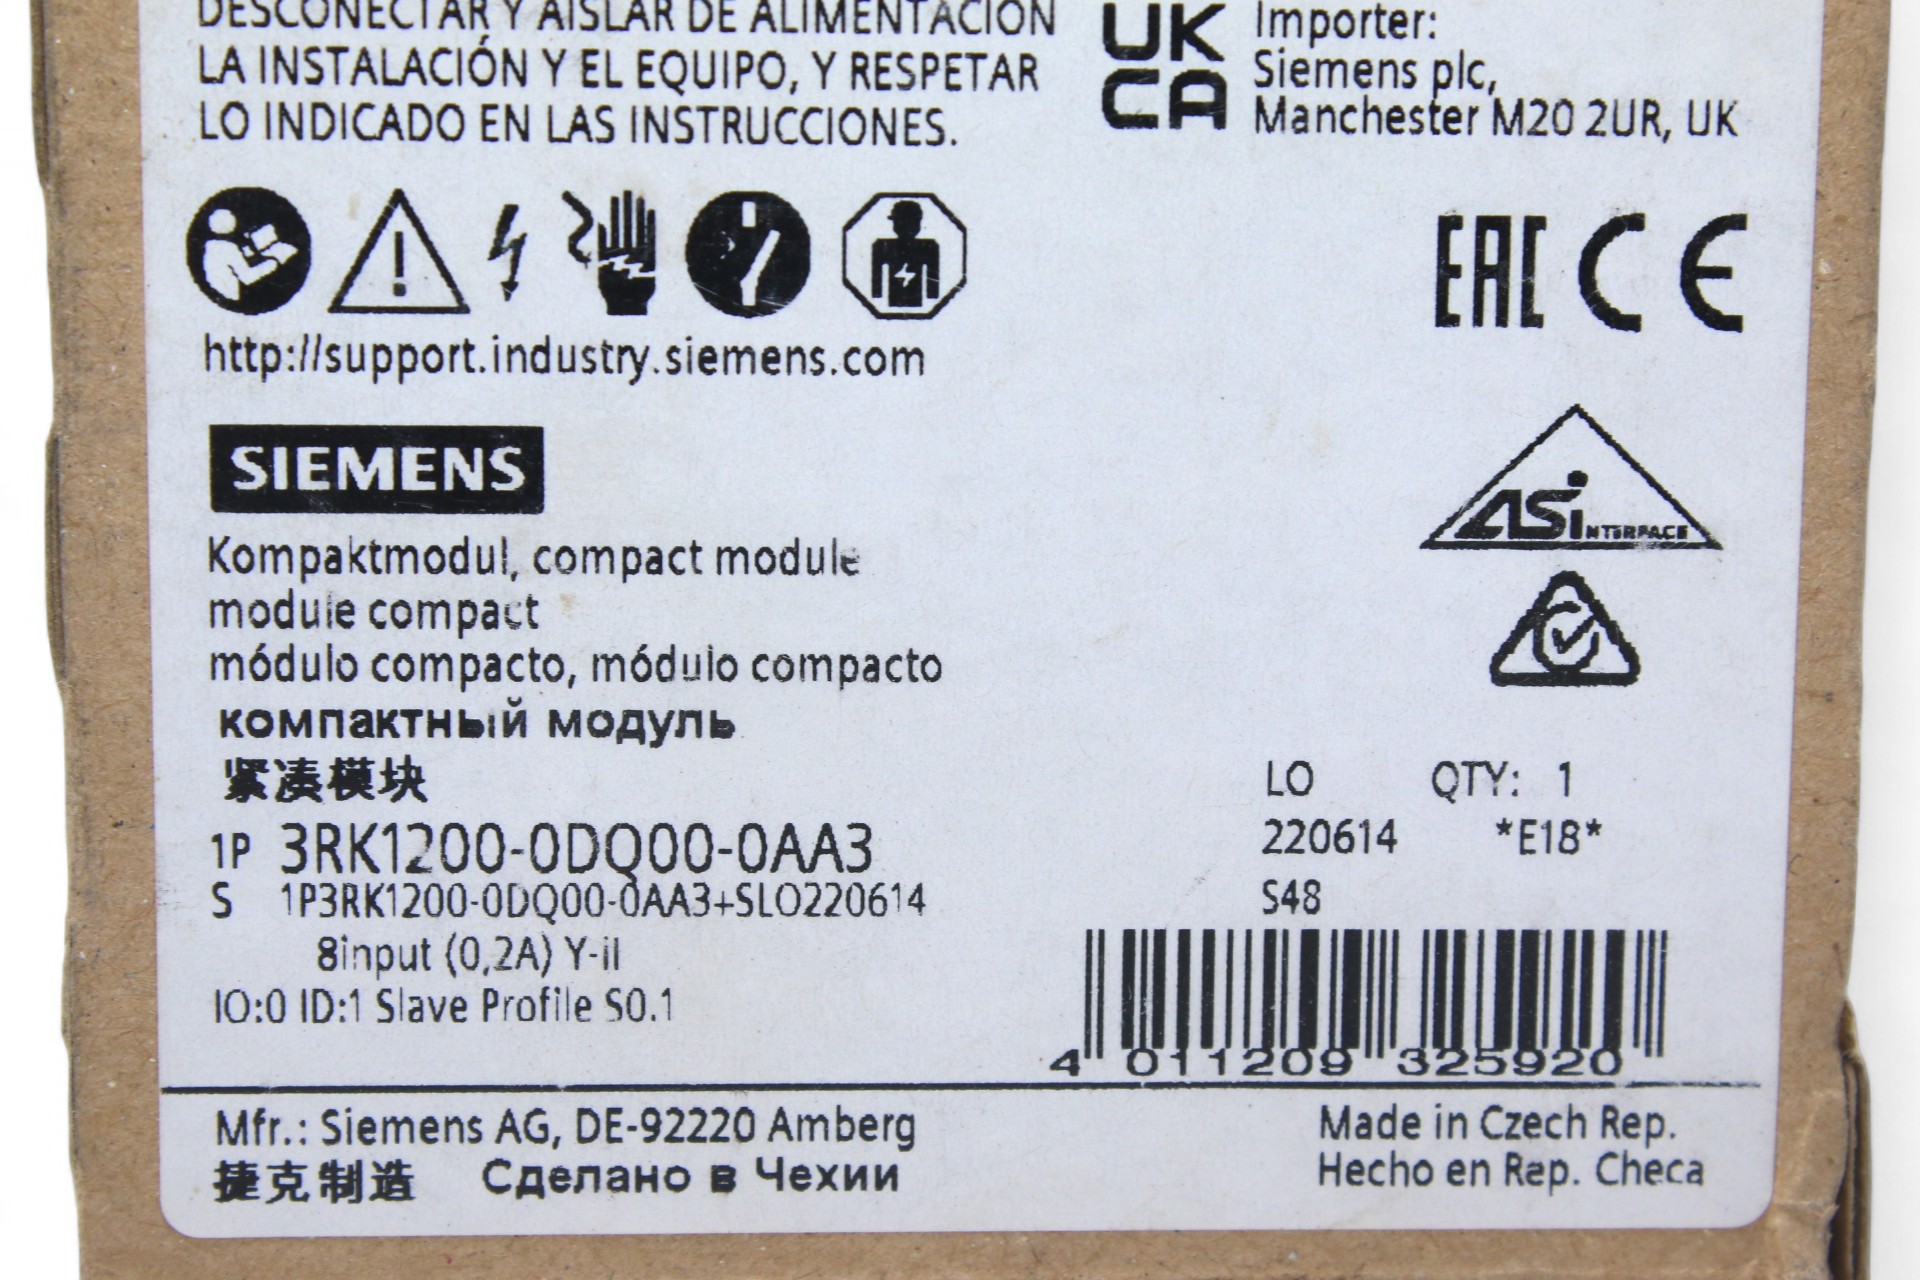 DESCONECTAR Y AISLAR DE ALIMENTACIÓN
LA INSTALACIÓN Y EL EQUIPO, Y RESPETAR
LO INDICADO EN LAS INSTRUCCIONES.
UK
CA
Importer:
Siemens plc,
Manchester M20 2UR, UK
EAC CE
http://support.industry.siemens.com
SIEMENS
ASi
INTERFACE
Kompaktmodul, compact module
module compact
módulo compacto, módulo compacto
компактный модуль
紧凑模块
LO QTY: 1
1P 3RK1200-0DQ00-0AA3
220614 *E18*
S 1P3RK1200-0DQ00-0AA3+SLO220614
S48
8input (0,2A) Y-II
IO:0 ID:1 Slave Profile S0.1
4 011209 325920
Mfr.: Siemens AG, DE-92220 Amberg
Made in Czech Rep.
捷克制造 Сделано в Чехии
Hecho en Rep. Checa